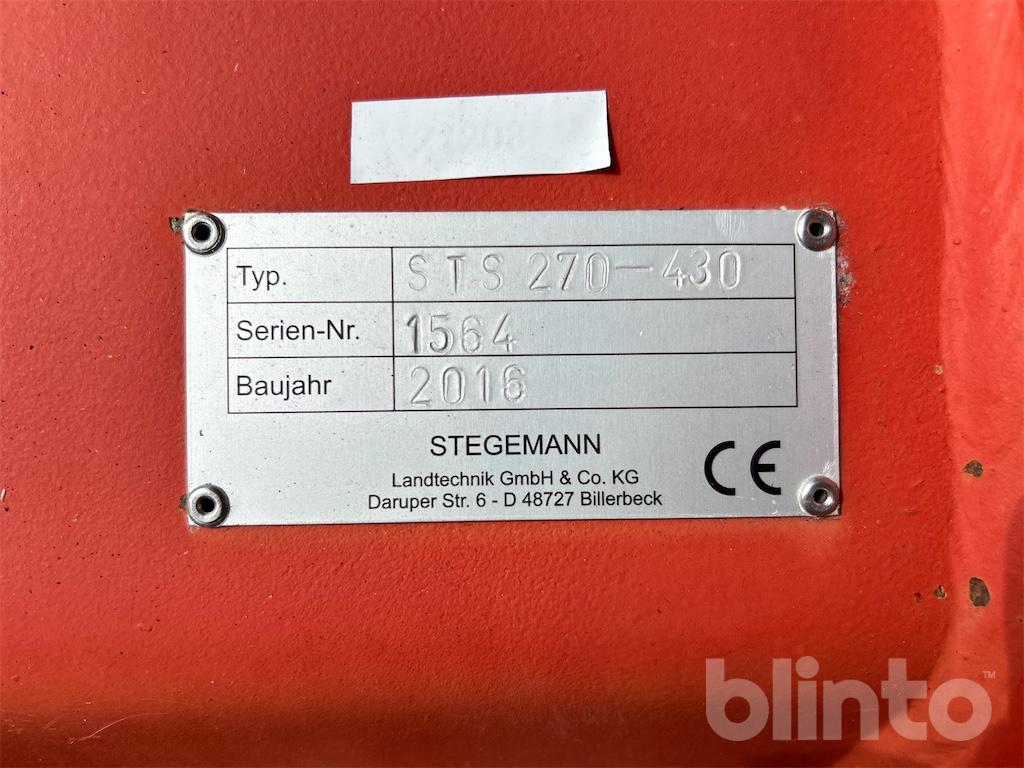 Typ. STS 270-430
Serien-Nr. 1564
Baujahr 2016
STEGEMANN
Landtechnik GmbH & Co. KG
Daruper Str. 6 - D 48727 Billerbeck
CE
blinto™